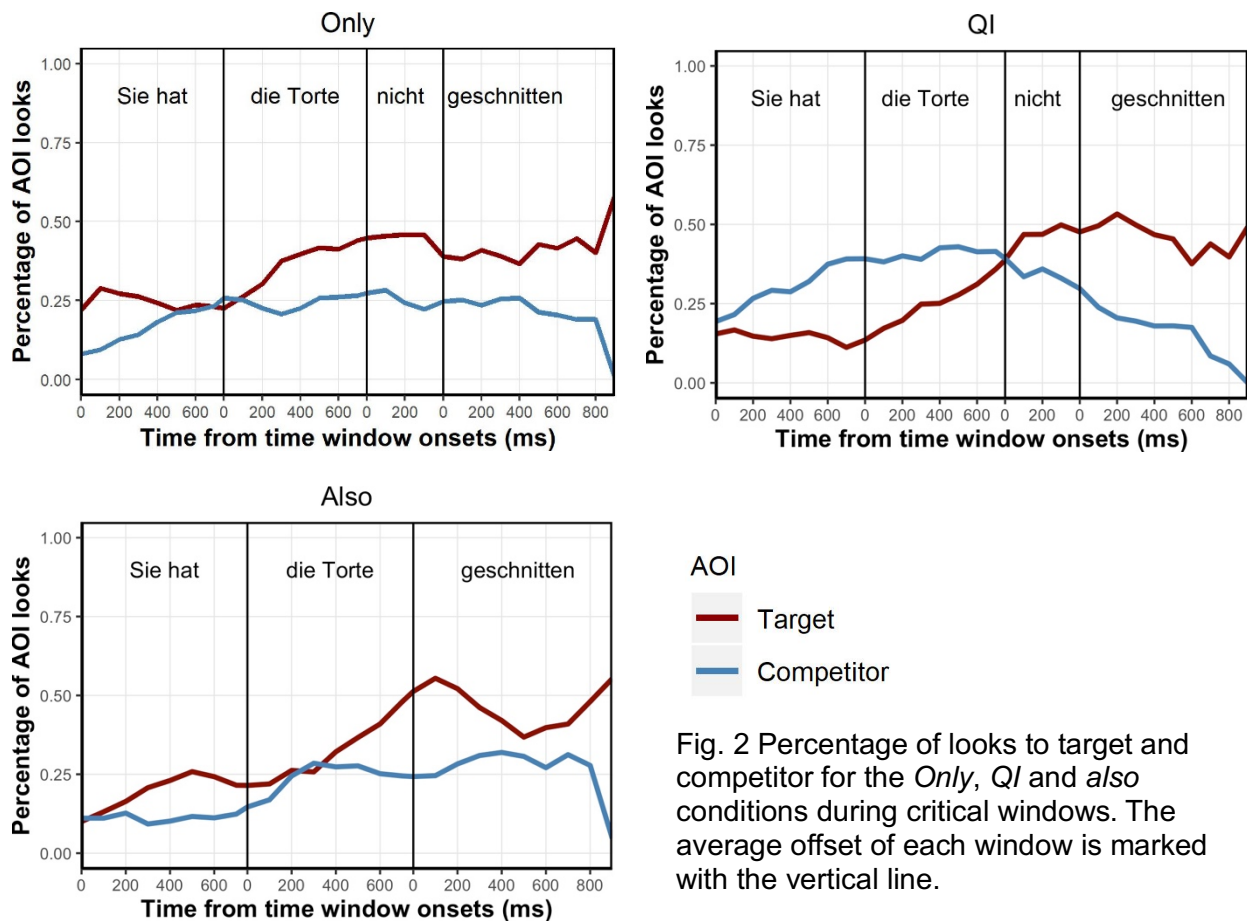 Only
Percentage of AOI looks
1.00
0.75
0.50
0.25
0.00
Sie hat die Torte nicht geschnitten
0 200 400 600 0 200 400 600 0 200 0 200 400 600 800
Time from time window onsets (ms)
QI
Percentage of AOI looks
1.00
0.75
0.50
0.25
0.00
Sie hat die Torte nicht geschnitten
0 200 400 600 0 200 400 600 0 200 0 200 400 600 800
Time from time window onsets (ms)
Also
Percentage of AOI looks
1.00
0.75
0.50
0.25
0.00
Sie hat die Torte geschnitten
0 200 400 600 0 200 400 600 0 200 400 600 800
Time from time window onsets (ms)
AOI
Target
Competitor
Fig. 2 Percentage of looks to target and
competitor for the Only, QI and also
conditions during critical windows. The
average offset of each window is marked
with the vertical line.